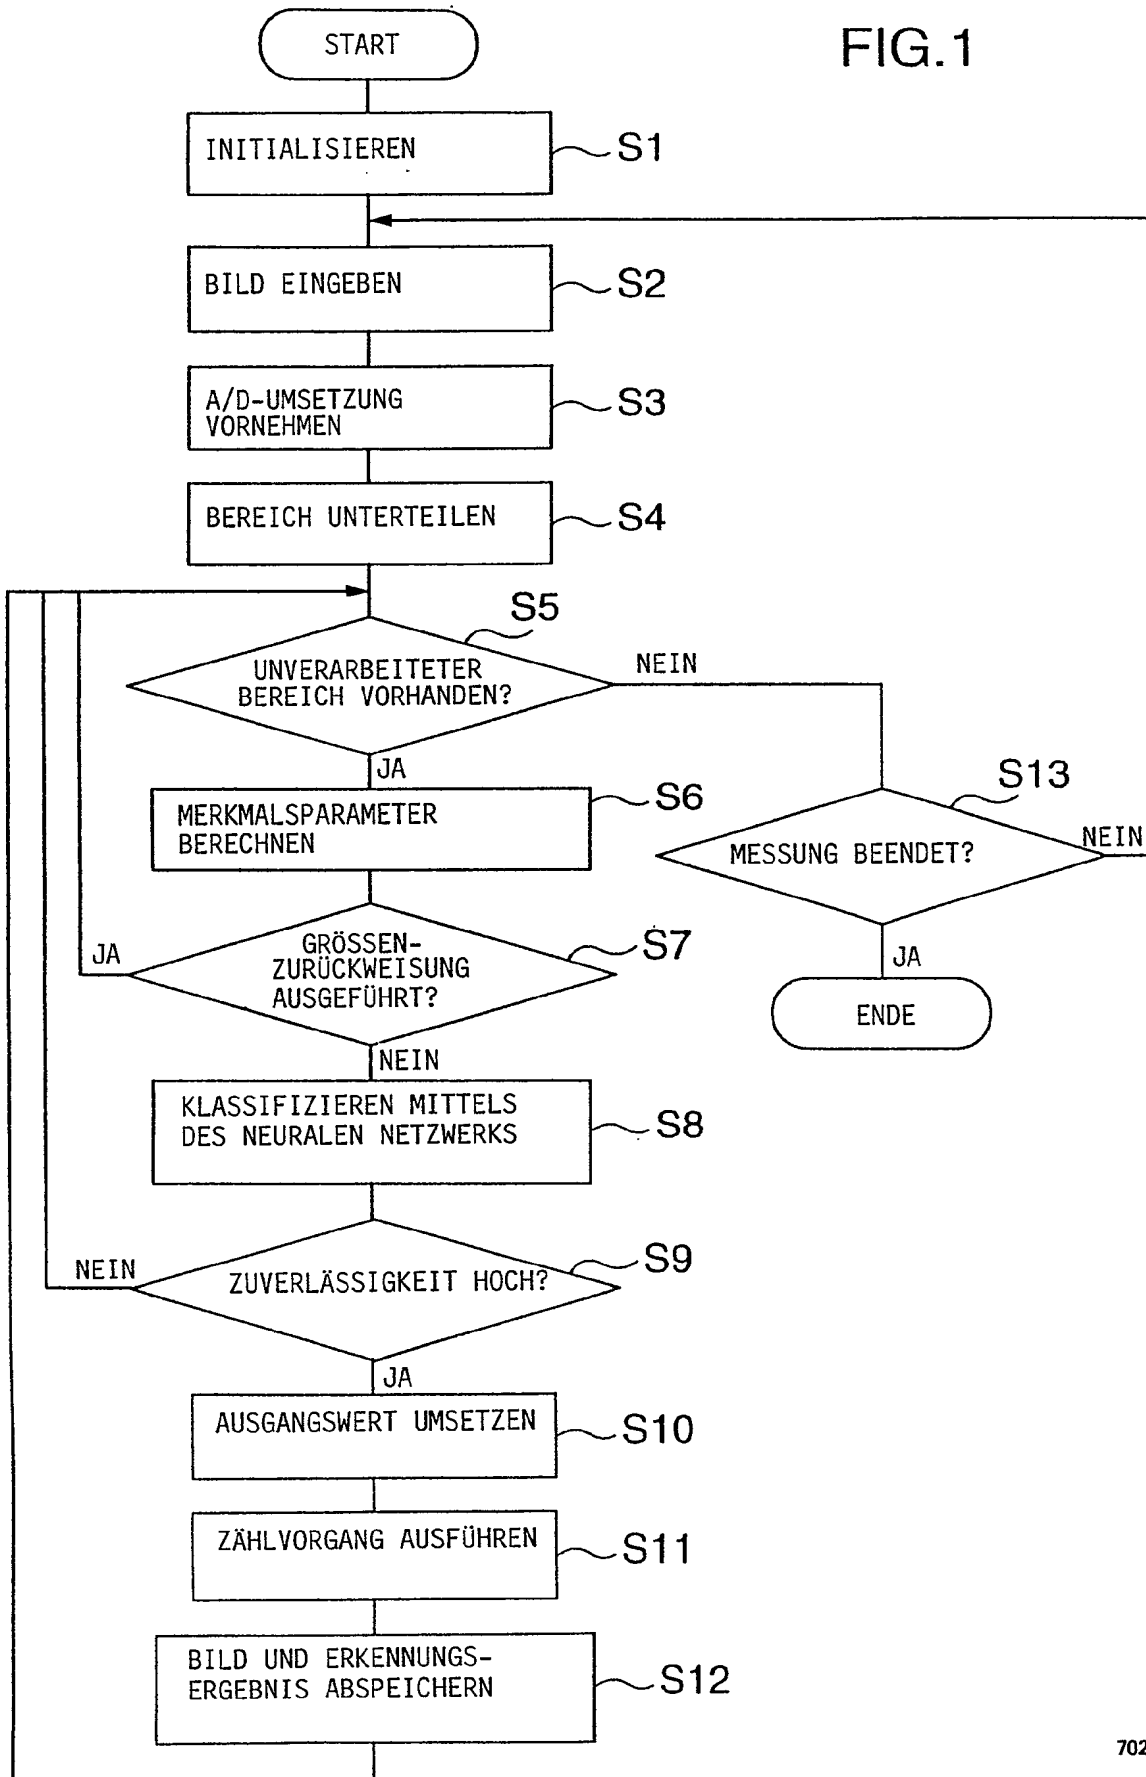 START
FIG.1
INITIALISIEREN
S1
BILD EINGEBEN
S2
A/D-UMSETZUNG
VORNEHMEN
S3
BEREICH UNTERTEILEN
S4
S5
UNVERARBEITETER
BEREICH VORHANDEN?
NEIN
JA
S13
MERKMALSPARAMETER
BERECHNEN
S6
MESSUNG BEENDET?
NEIN
JA
GRÖSSEN-
ZURÜCKWEISUNG
AUSGEFÜHRT?
S7
JA
ENDE
NEIN
KLASSIFIZIEREN MITTELS
DES NEURALEN NETZWERKS
S8
NEIN
ZUVERLÄSSIGKEIT HOCH?
S9
JA
AUSGANGSWERT UMSETZEN
S10
ZÄHLVORGANG AUSFÜHREN
S11
BILD UND ERKENNUNGS-
ERGEBNIS ABSPEICHERN
S12
702